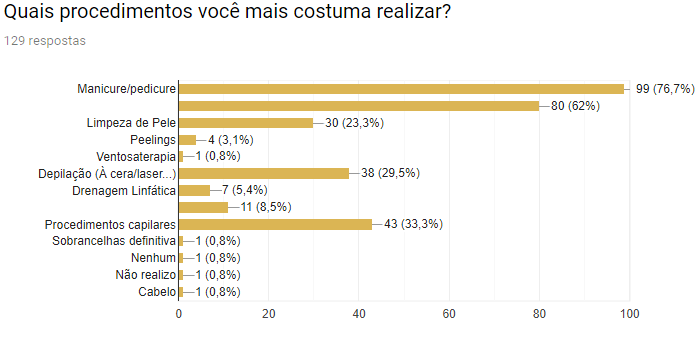 Quais procedimentos você mais costuma realizar?
129 respostas
Manicure/pedicure 99 (76,7%)
80 (62%)
Limpeza de Pele 30 (23,3%)
Peelings 4 (3,1%)
Ventosaterapia 1 (0,8%)
Depilação (À cera/laser...) 38 (29,5%)
Drenagem Linfática 7 (5,4%)
11 (8,5%)
Procedimentos capilares 43 (33,3%)
Sobrancelhas definitiva 1 (0,8%)
Nenhum 1 (0,8%)
Não realizo 1 (0,8%)
Cabelo 1 (0,8%)
0 20 40 60 80 100